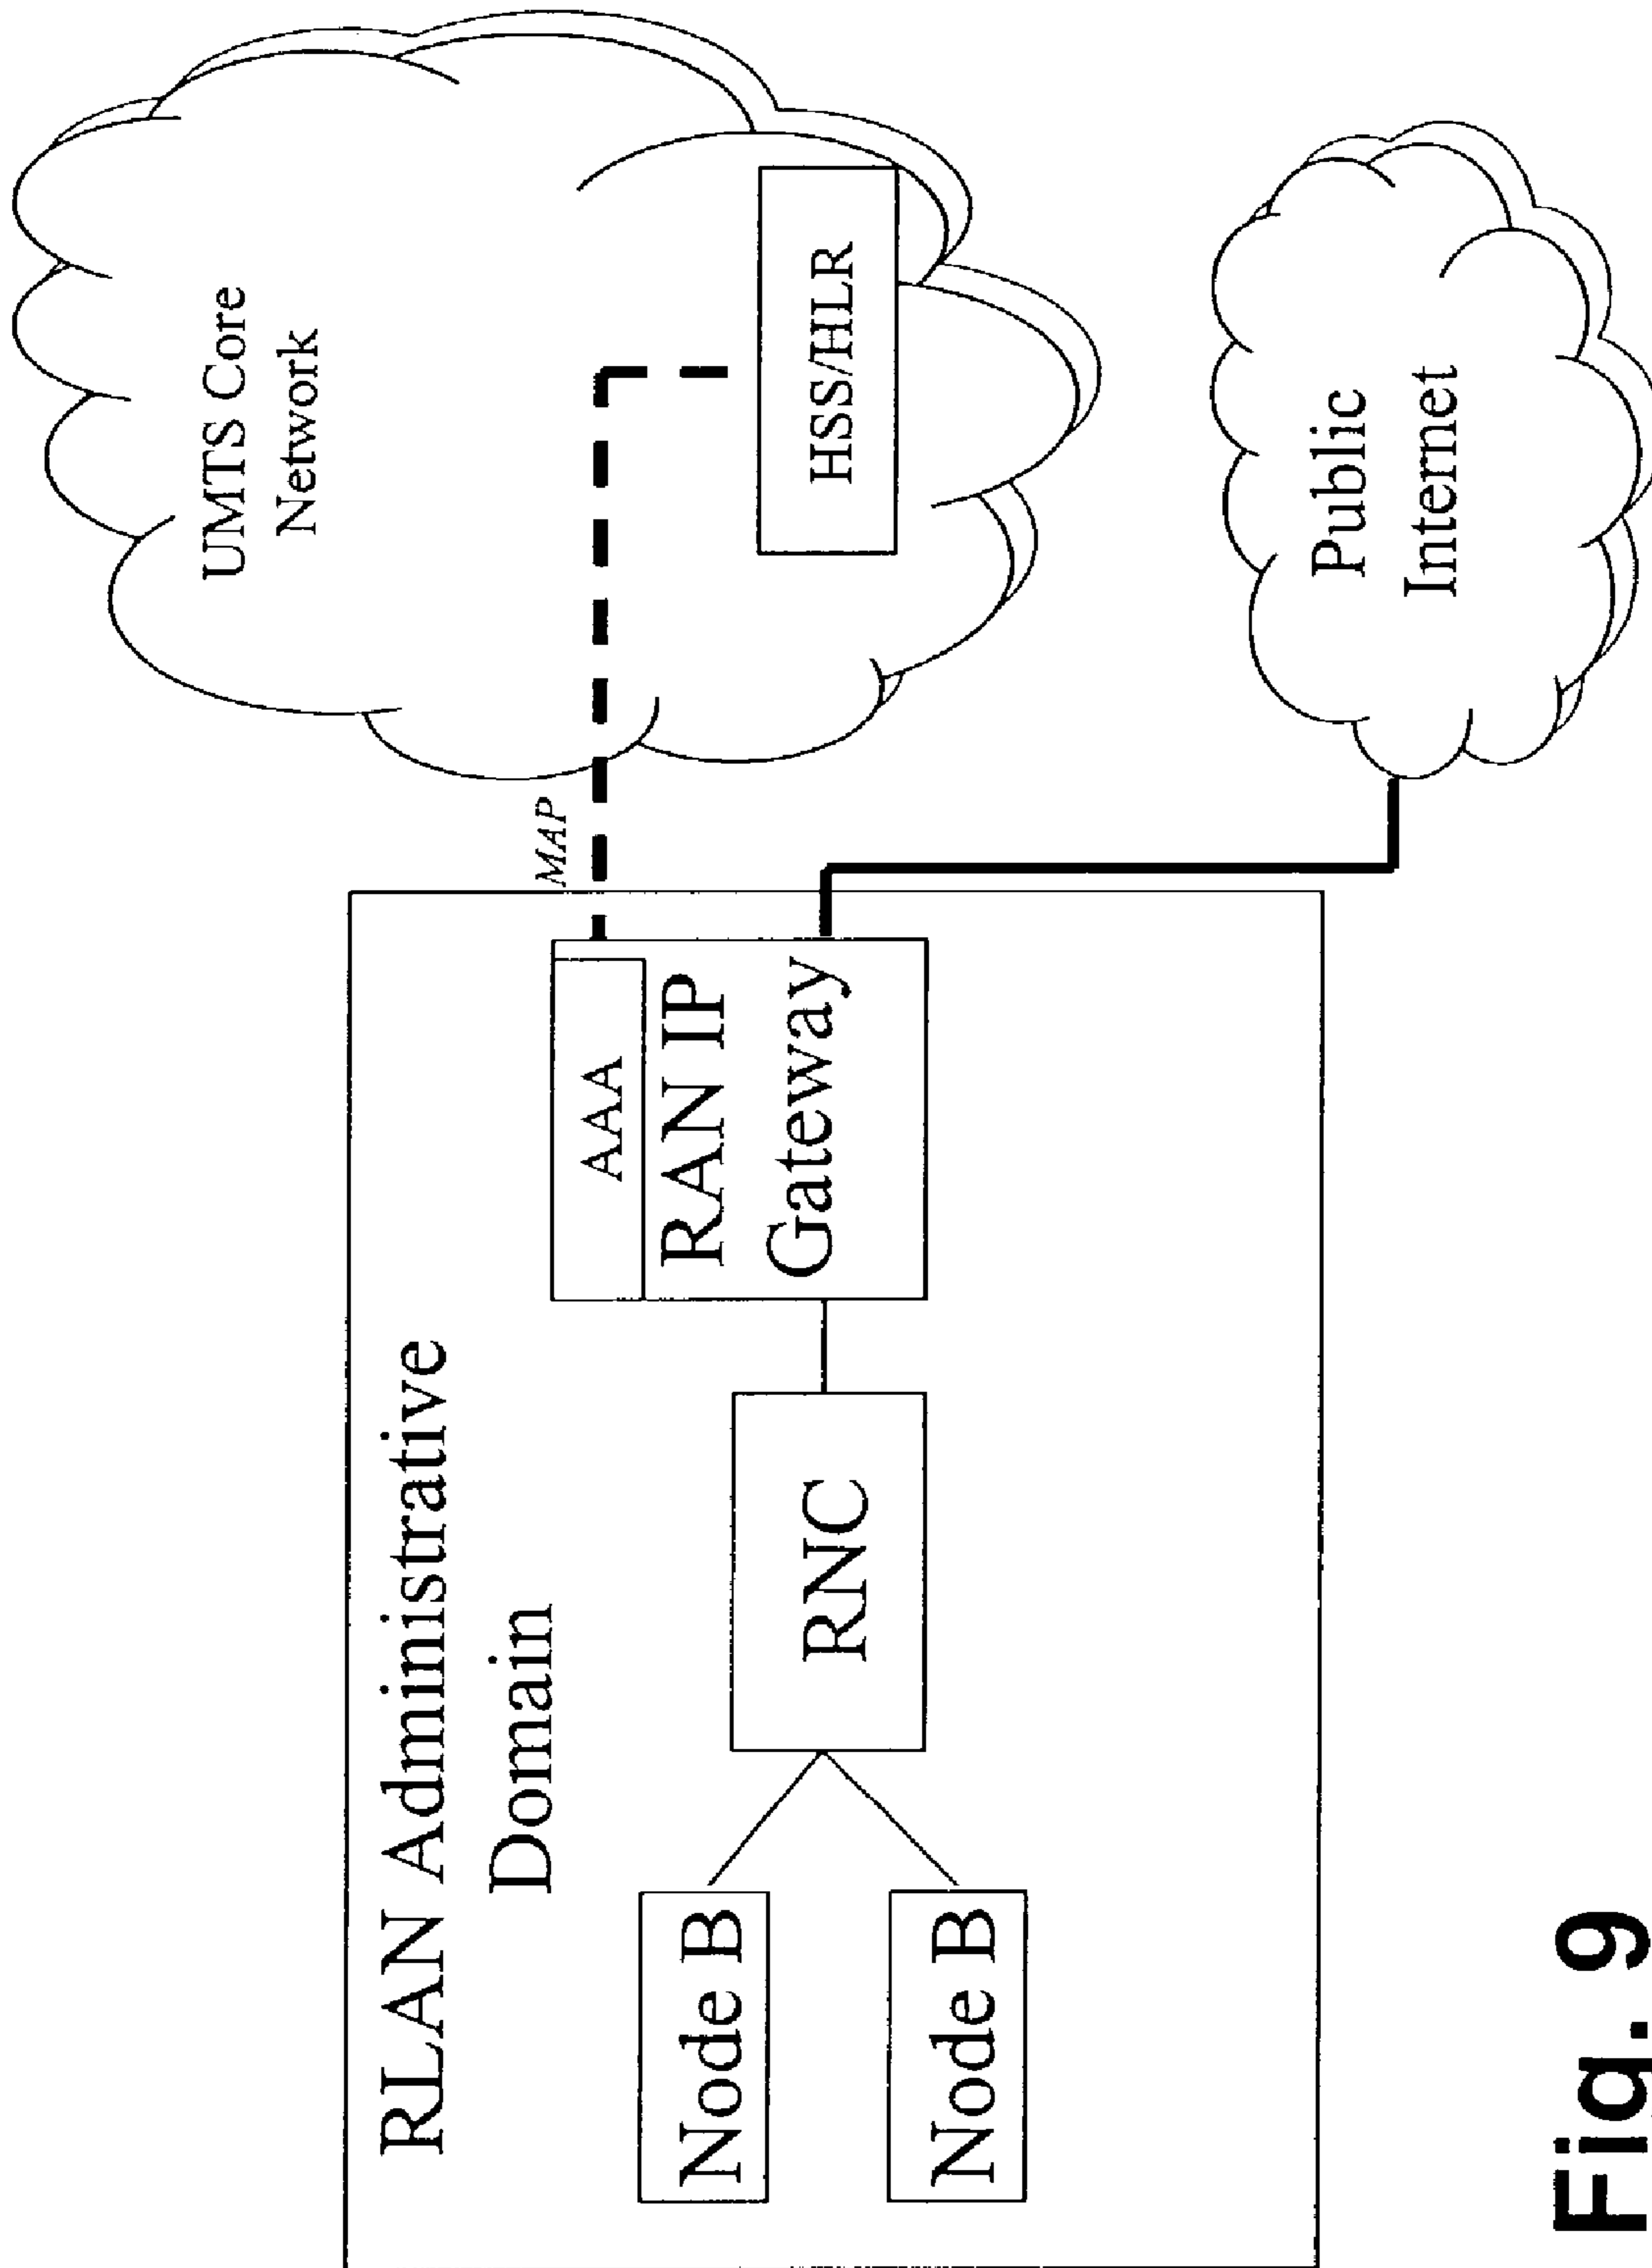 RLAN Administrative
Domain
Node B
Node B
RNC
AAA
RAN IP
Gateway
MAP
UMTS Core
Network
HSS/HLR
Public
Internet
Fig. 9